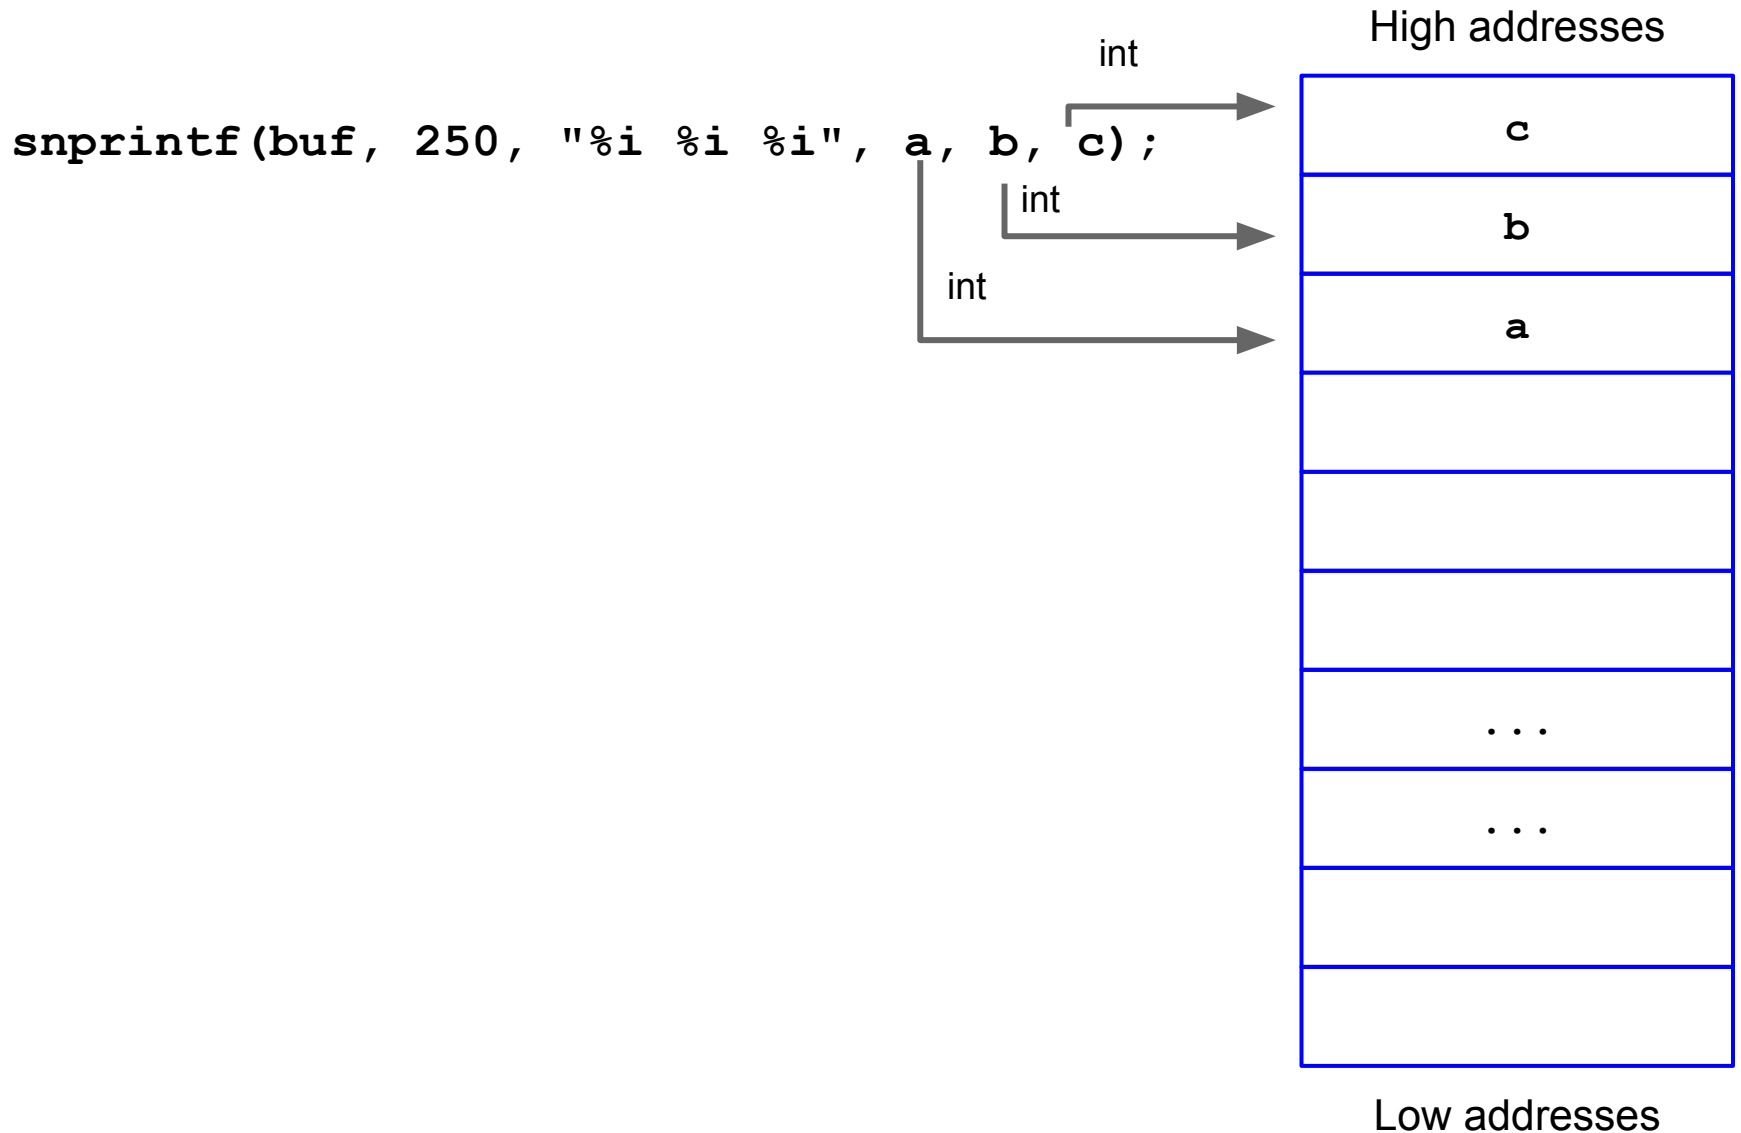 High addresses
int
snprintf(buf, 250, "%i %i %i", a, b, c);
c
int
b
int
a
...
...
Low addresses